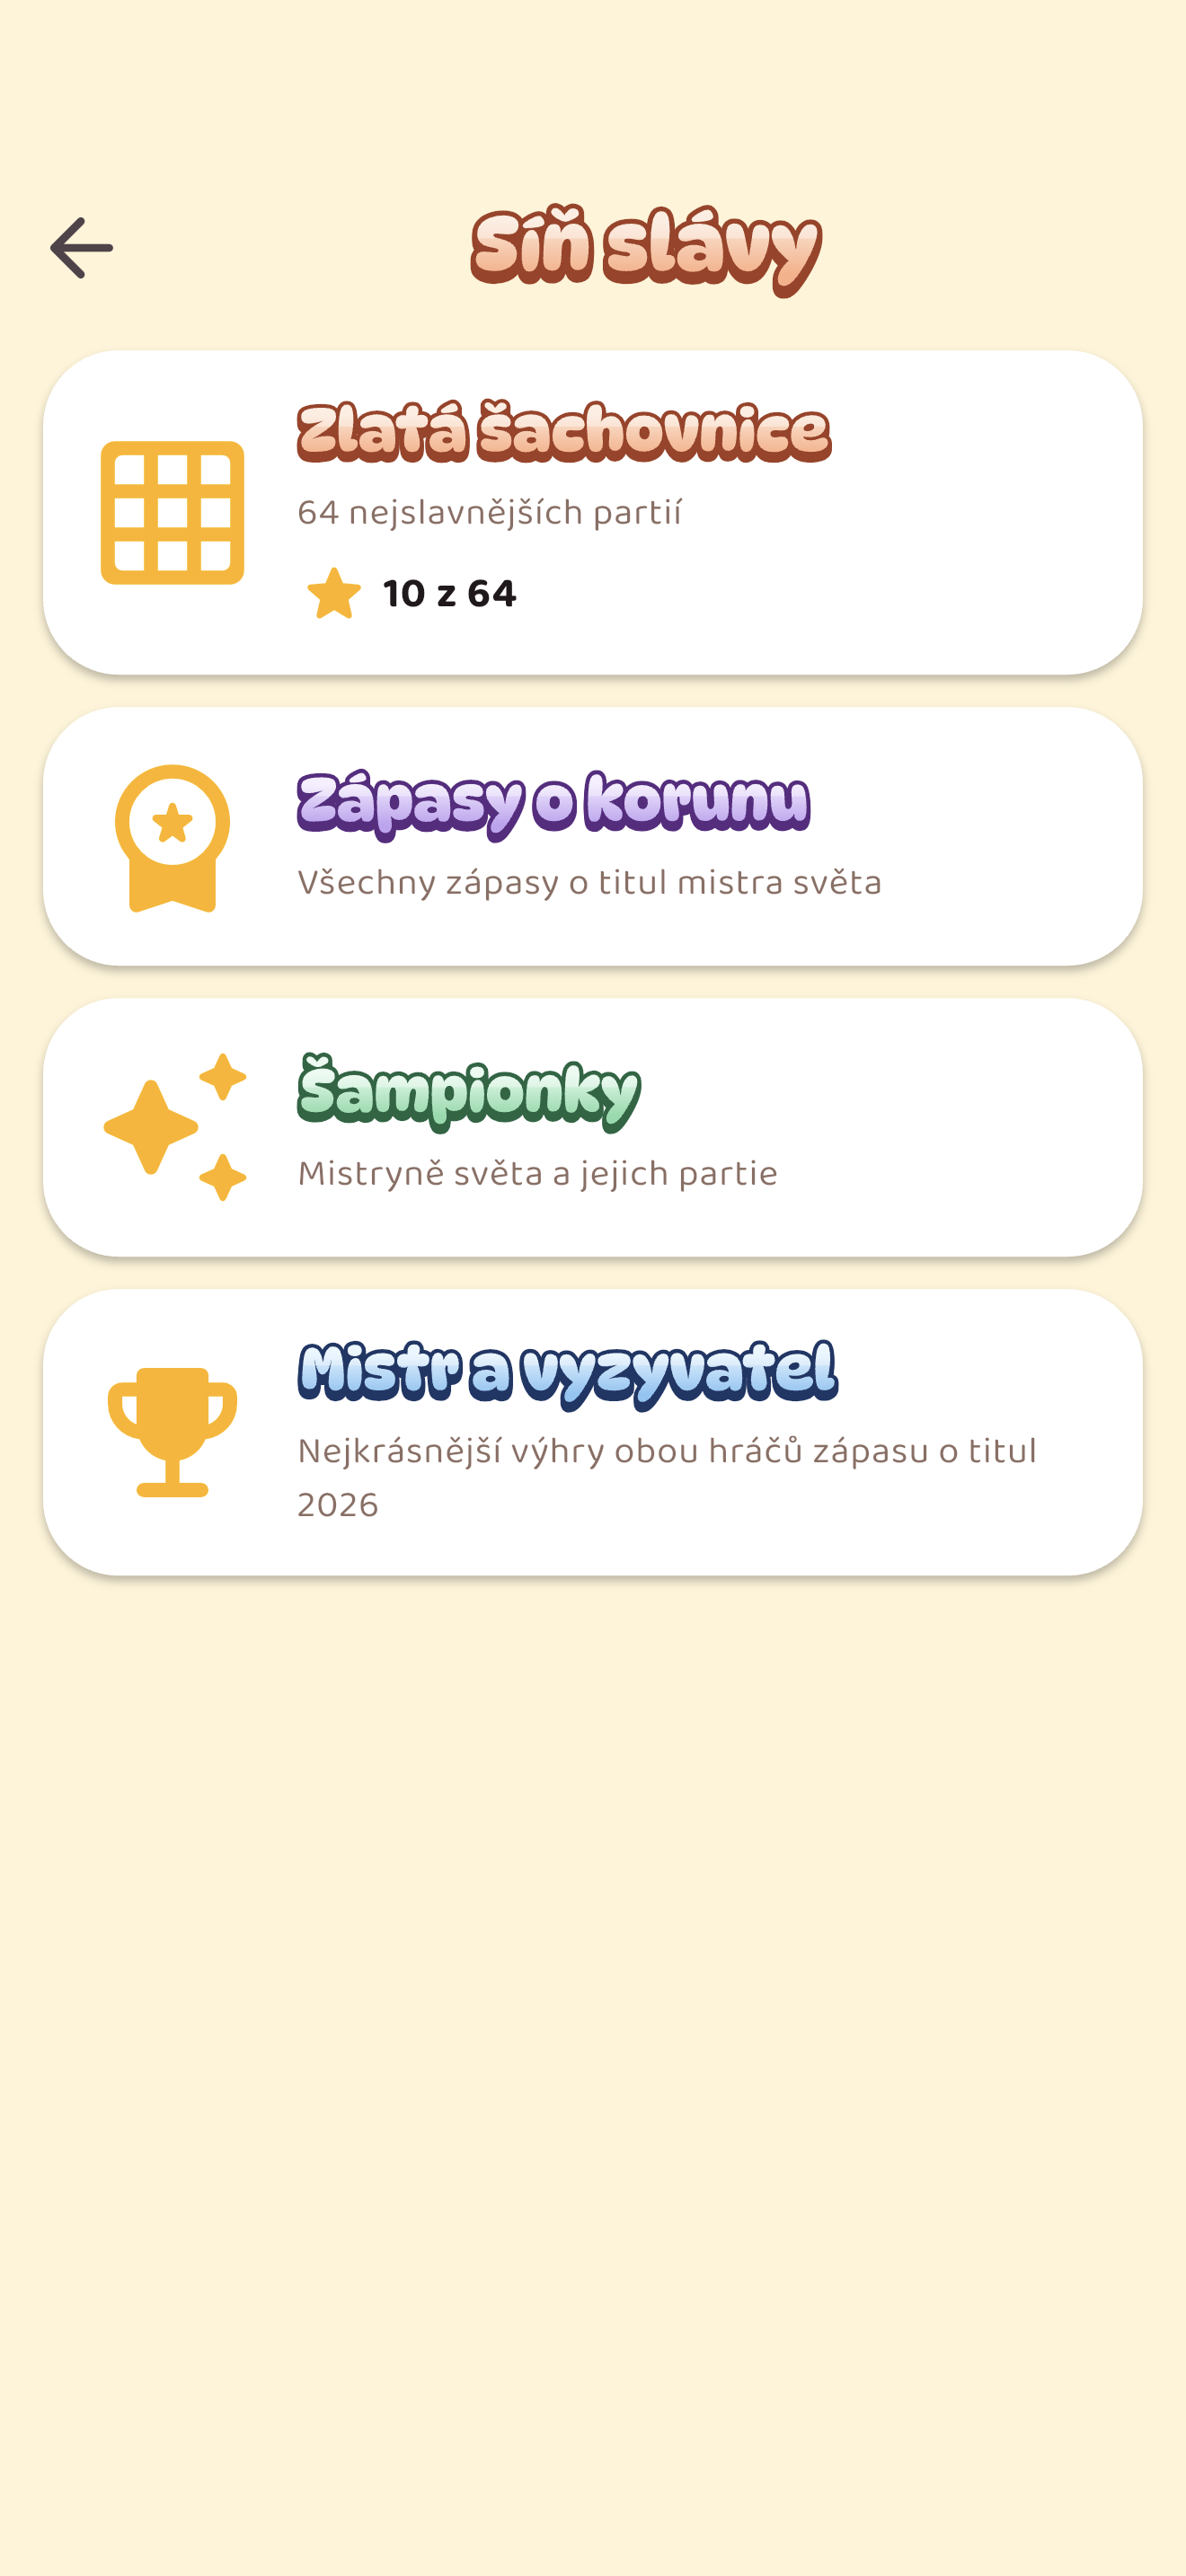 Síň slávy
Zlatá šachovnice
64 nejslavnějších partií
10 z 64
Zápasy o korunu
Všechny zápasy o titul mistra světa
Šampionky
Mistryně světa a jejich partie
Mistr a vyzyvatel
Nejkrásnější výhry obou hráčů zápasu o titul
2026